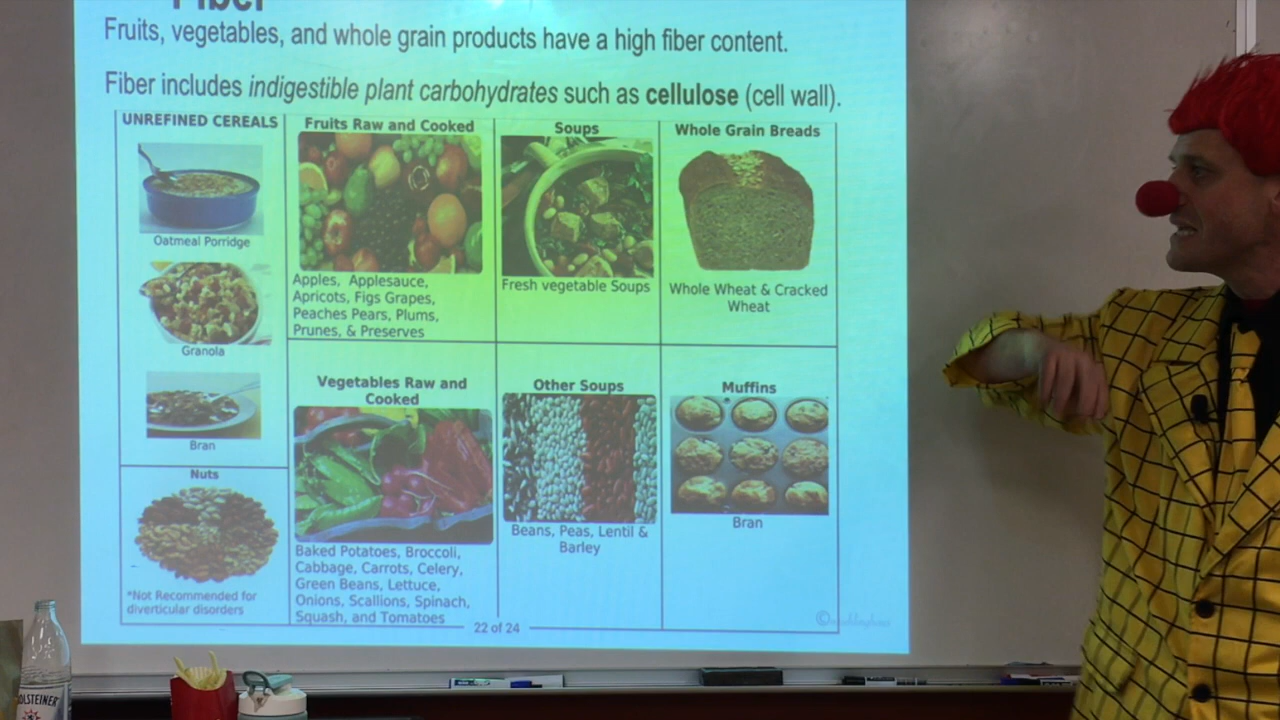 Fiber
Fruits, vegetables, and whole grain products have a high fiber content.
Fiber includes indigestible plant carbohydrates such as cellulose (cell wall).
UNREFINED CEREALS
Oatmeal Porridge
Granola
Bran
Nuts
*Not Recommended for
diverticular disorders
Fruits Raw and Cooked
Apples, Applesauce,
Apricots, Figs Grapes,
Peaches Pears, Plums,
Prunes, & Preserves
Vegetables Raw and
Cooked
Baked Potatoes, Broccoli,
Cabbage, Carrots, Celery,
Green Beans, Lettuce,
Onions, Scallions, Spinach,
Squash, and Tomatoes
Soups
Fresh vegetable Soups
Other Soups
Beans, Peas, Lentil &
Barley
Whole Grain Breads
Whole Wheat & Cracked
Wheat
Muffins
Bran
22 of 24
©
OLSTEINER